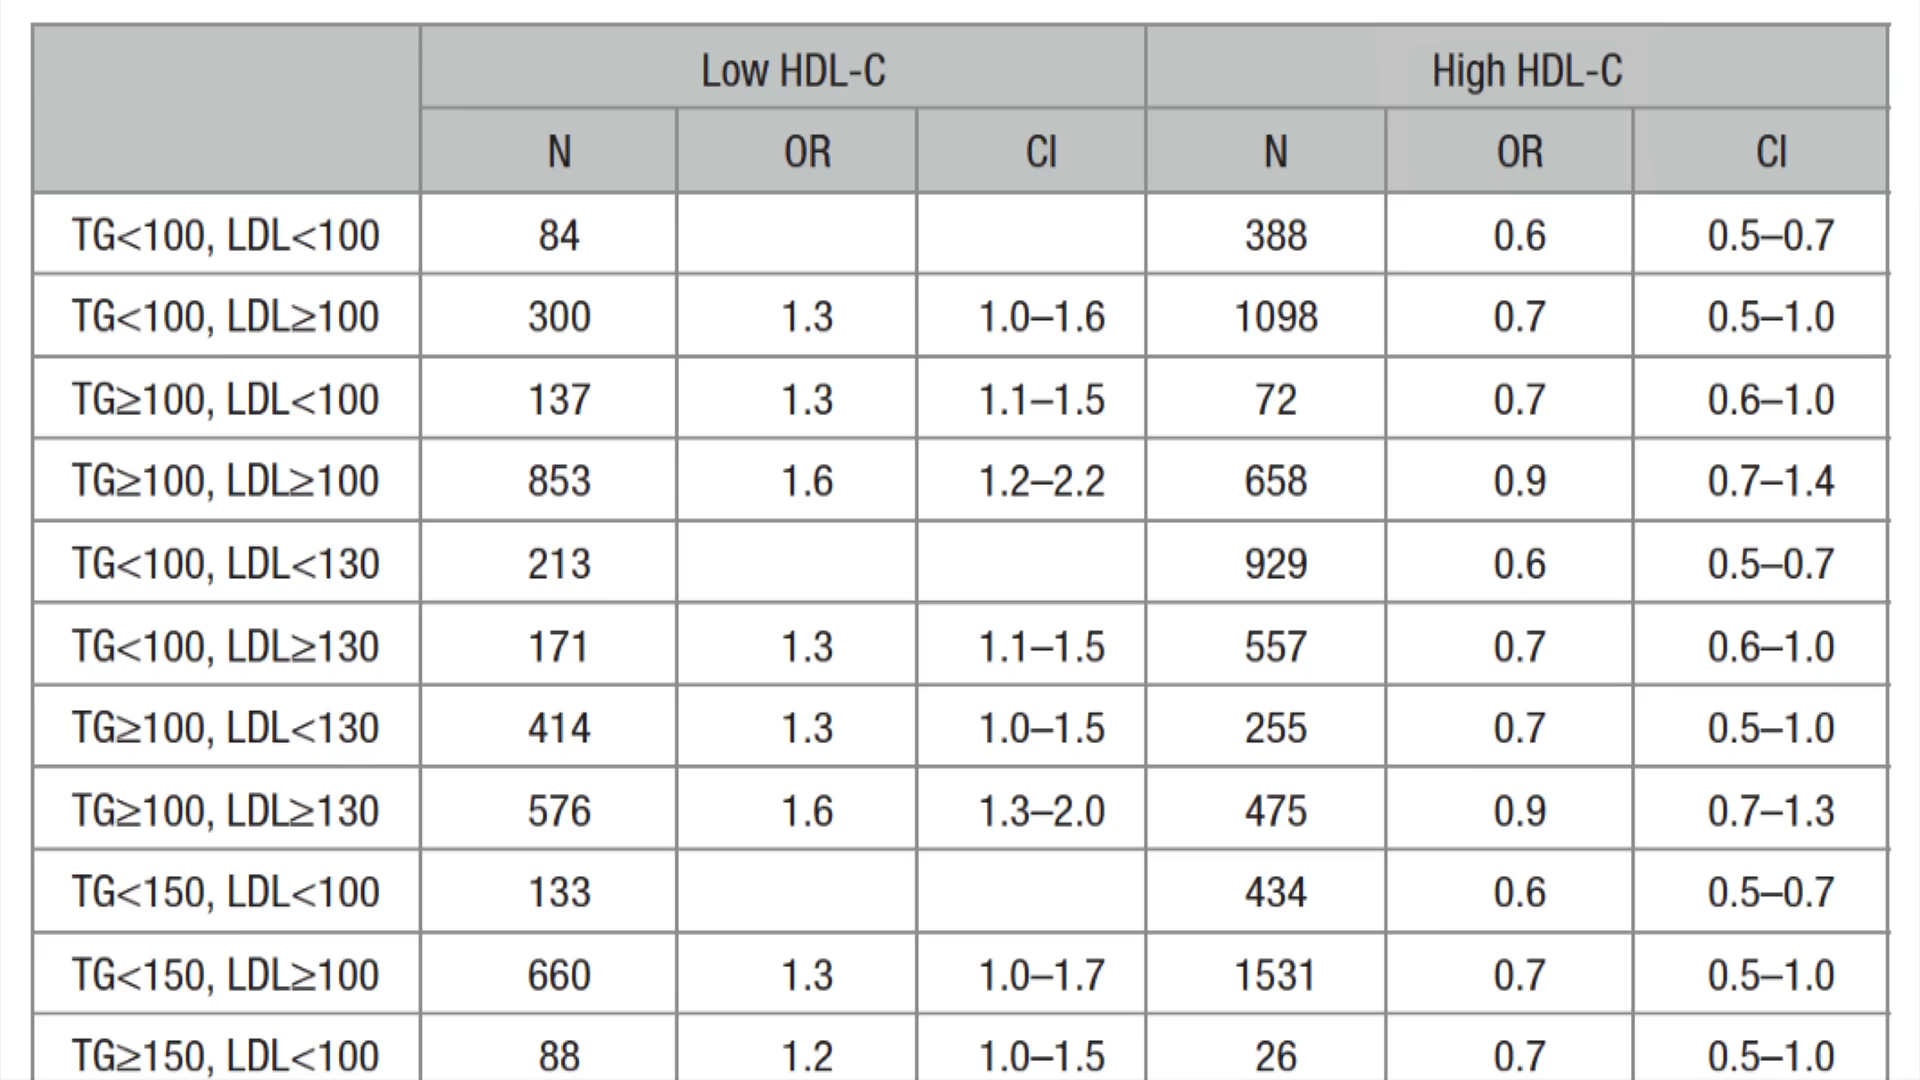 Low HDL-C High HDL-C
N OR CI N OR CI
TG<100, LDL<100 84 388 0.6 0.5–0.7
TG<100, LDL≥100 300 1.3 1.0–1.6 1098 0.7 0.5–1.0
TG≥100, LDL<100 137 1.3 1.1–1.5 72 0.7 0.6–1.0
TG≥100, LDL≥100 853 1.6 1.2–2.2 658 0.9 0.7–1.4
TG<100, LDL<130 213 929 0.6 0.5–0.7
TG<100, LDL≥130 171 1.3 1.1–1.5 557 0.7 0.6–1.0
TG≥100, LDL<130 414 1.3 1.0–1.5 255 0.7 0.5–1.0
TG≥100, LDL≥130 576 1.6 1.3–2.0 475 0.9 0.7–1.3
TG<150, LDL<100 133 434 0.6 0.5–0.7
TG<150, LDL≥100 660 1.3 1.0–1.7 1531 0.7 0.5–1.0
TG≥150, LDL<100 88 1.2 1.0–1.5 26 0.7 0.5–1.0